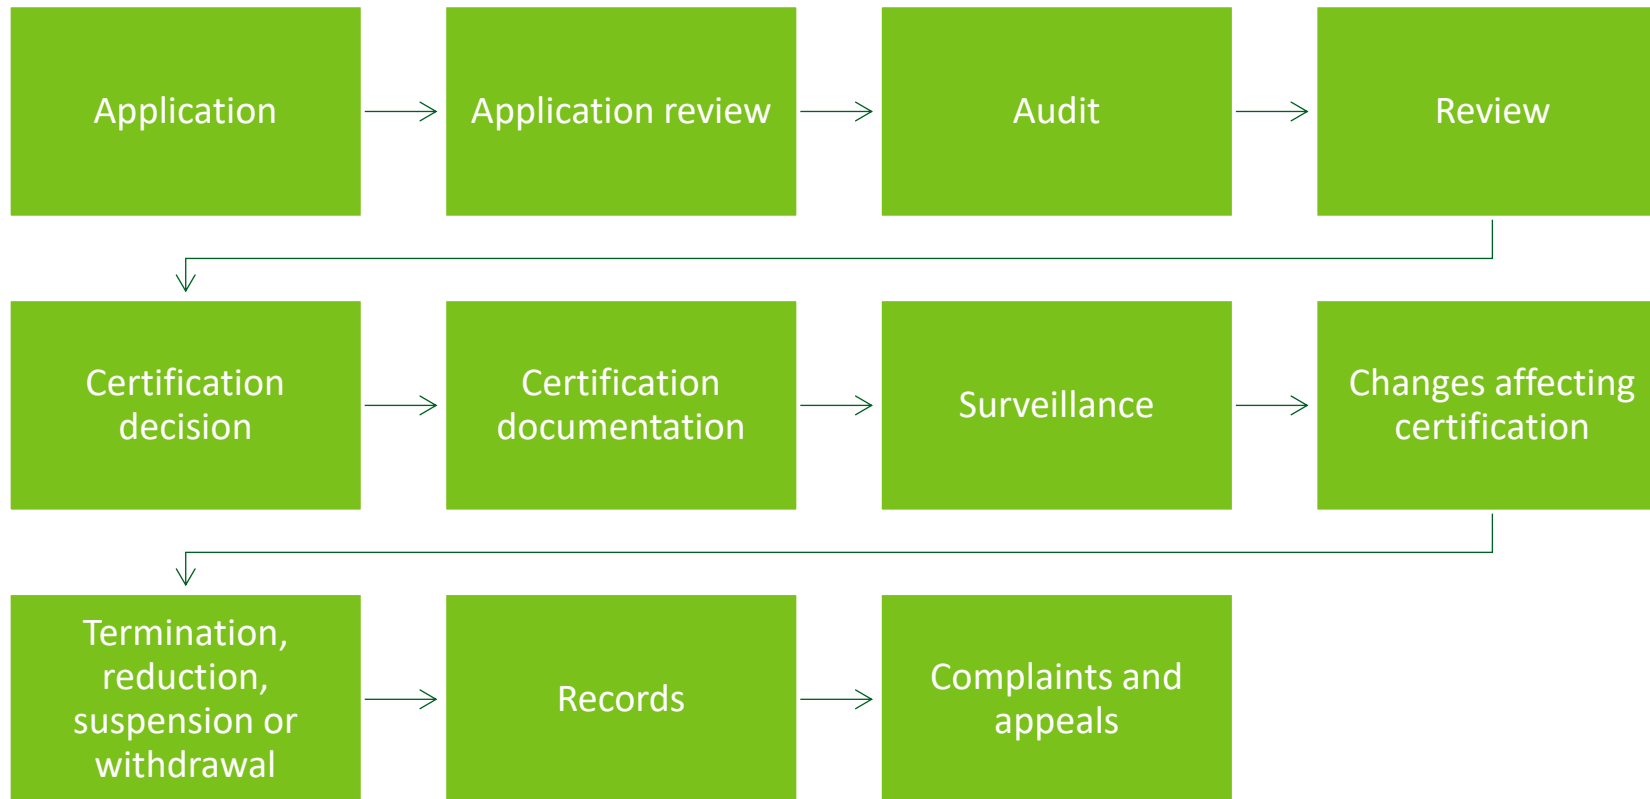 Application
Application review
Audit
Review
Certification
decision
Certification
documentation
Surveillance
Changes affecting
certification
Termination,
reduction,
suspension or
withdrawal
Records
Complaints and
appeals